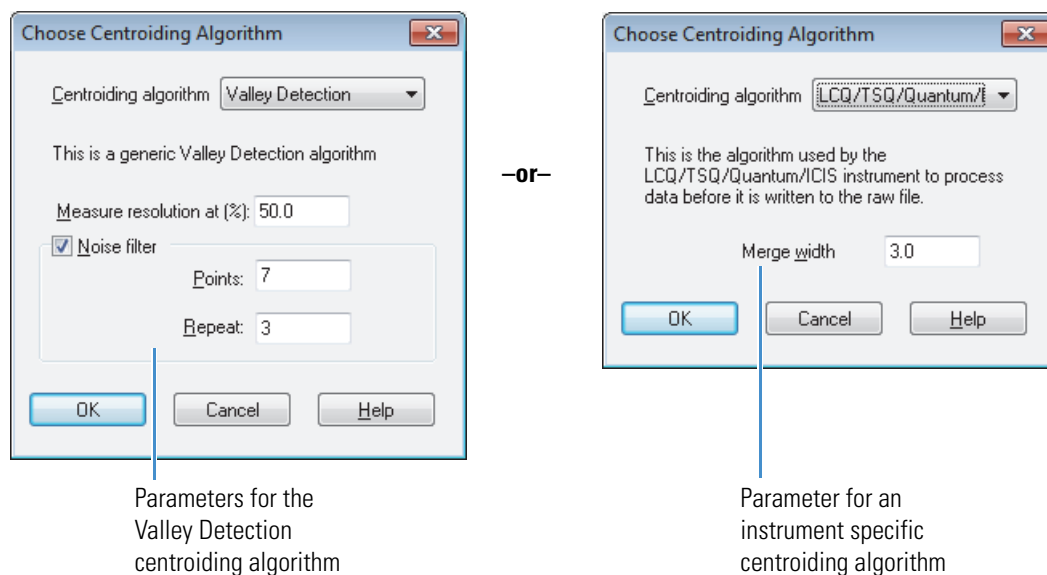 Choose Centroiding Algorithm
Centroiding algorithm Valley Detection
This is a generic Valley Detection algorithm
Measure resolution at (%): 50.0
Noise filter
Points: 7
Repeat: 3
OK Cancel Help
Parameters for the
Valley Detection
centroiding algorithm
–or–
Choose Centroiding Algorithm
Centroiding algorithm LCQ/TSQ/Quantum/
This is the algorithm used by the
LCQ/TSQ/Quantum/ICIS instrument to process
data before it is written to the raw file.
Merge width 3.0
OK Cancel Help
Parameter for an
instrument specific
centroiding algorithm